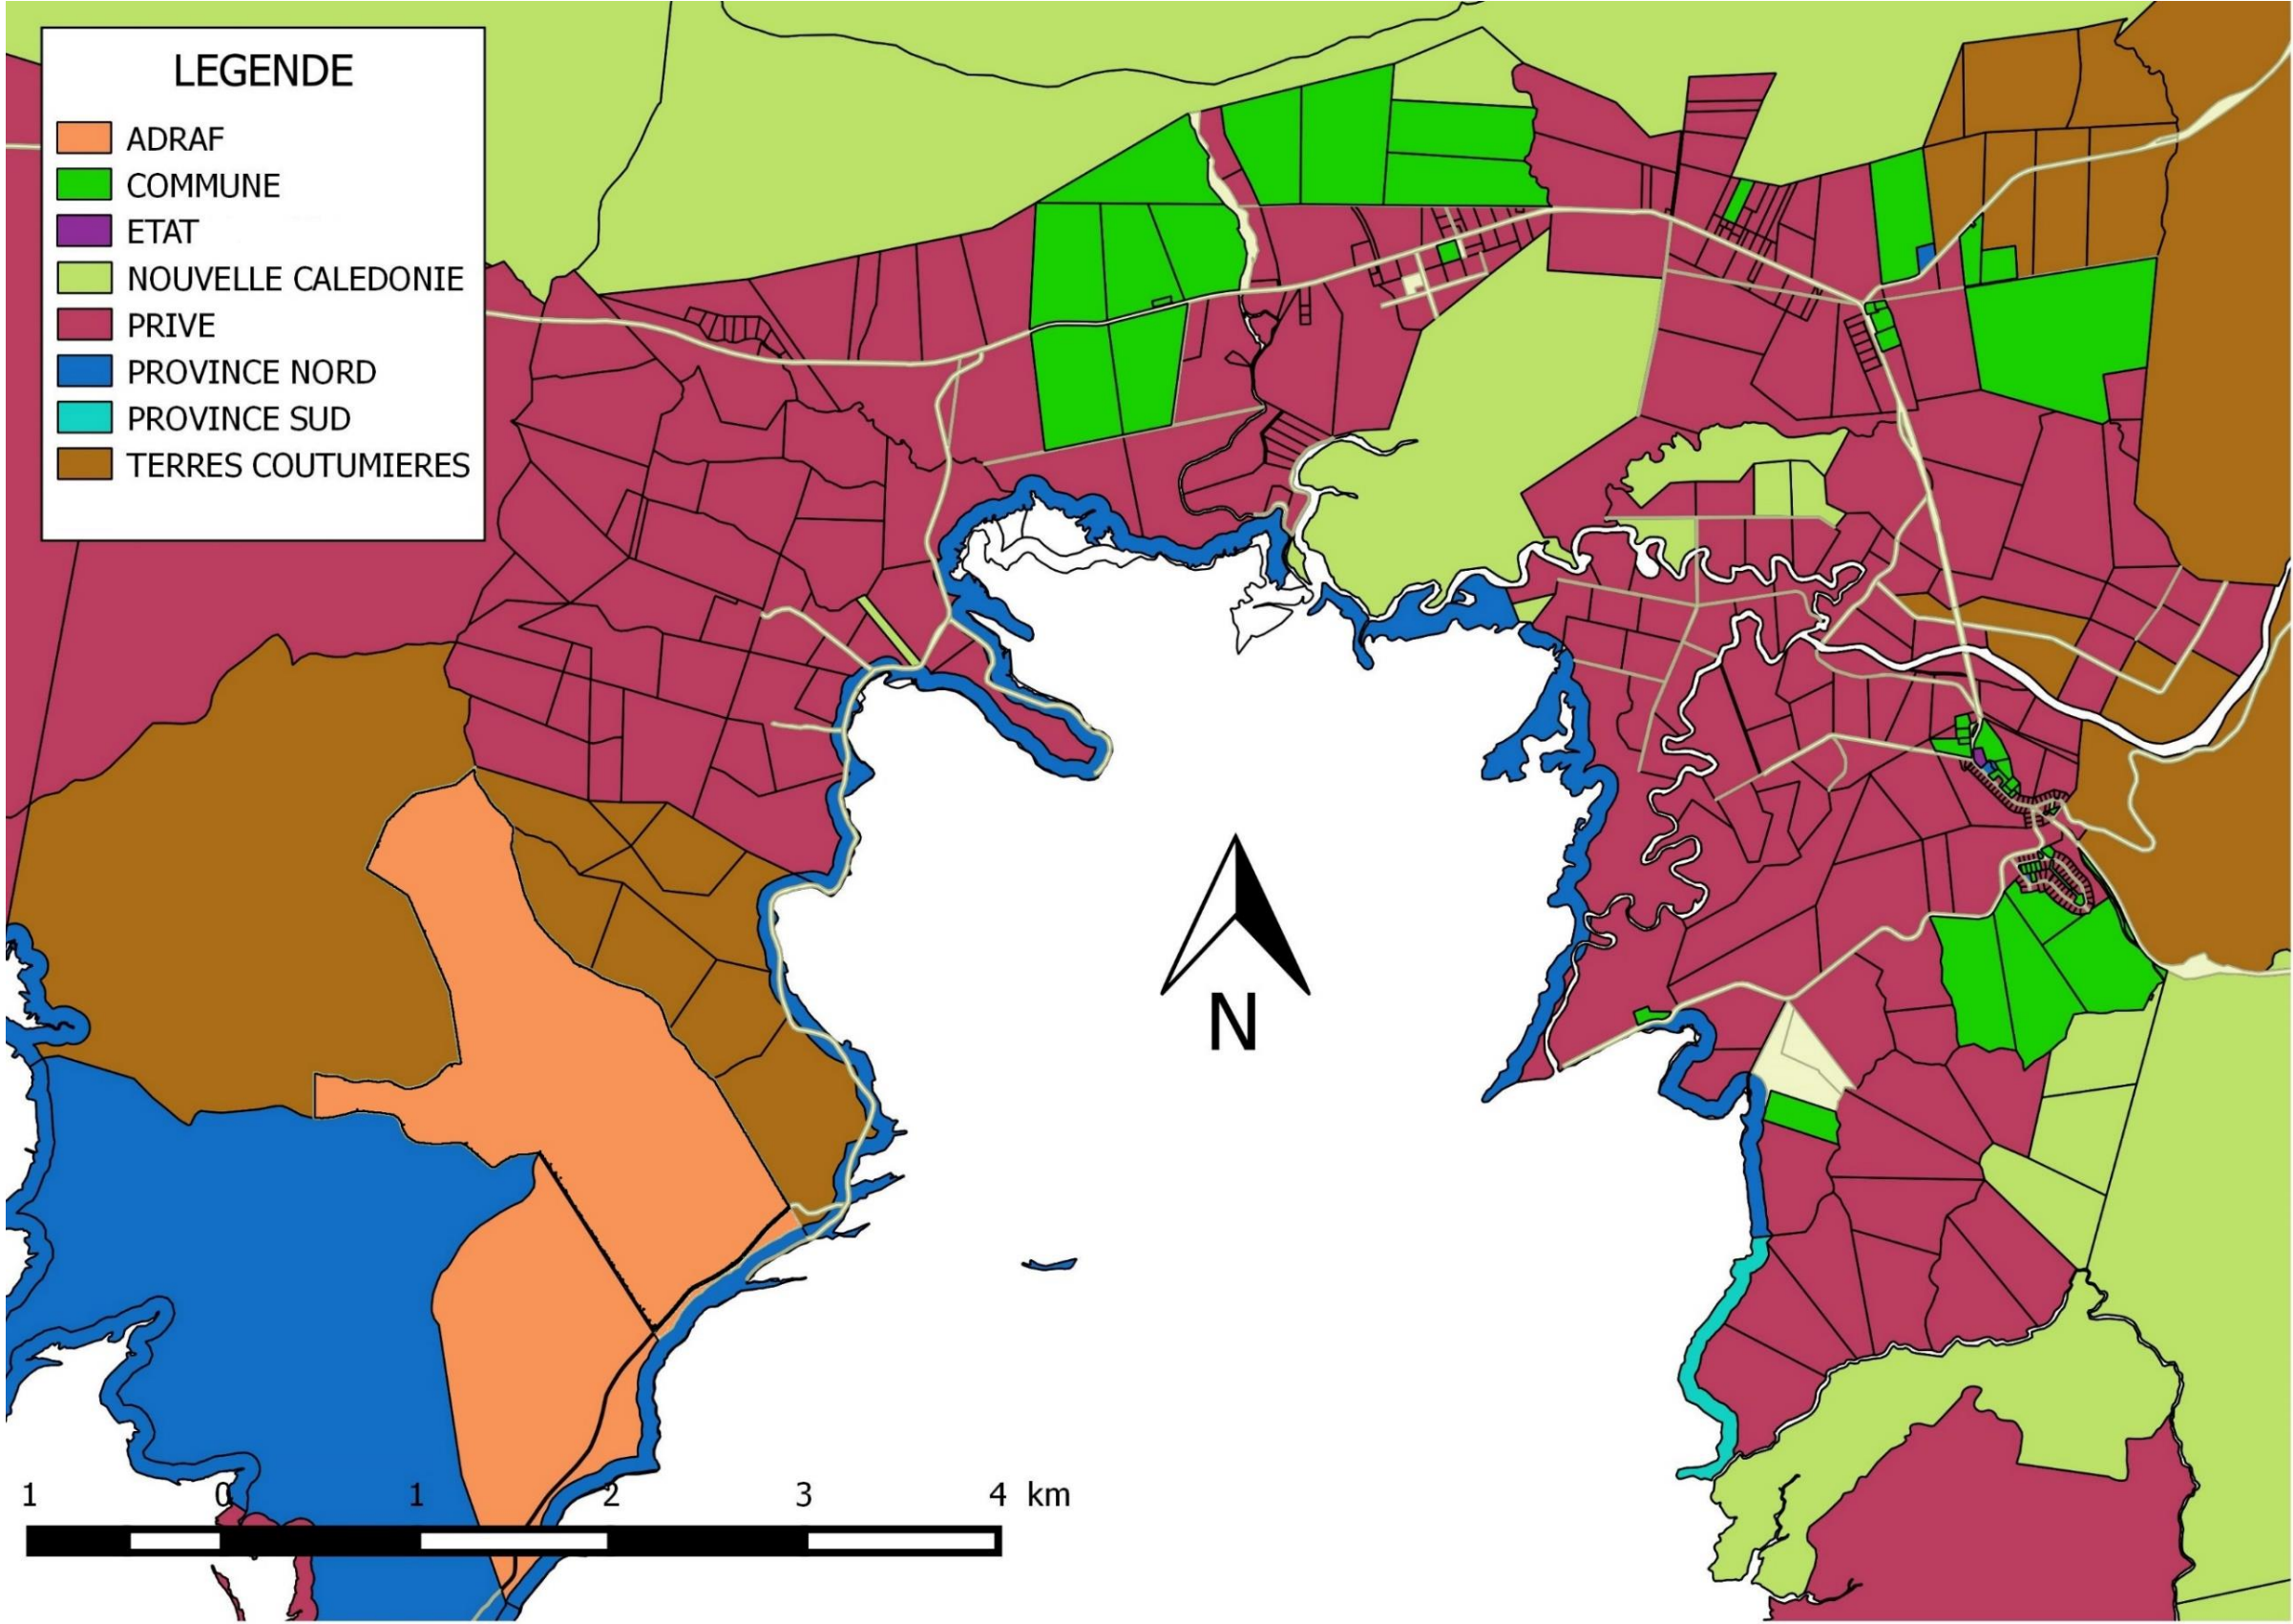 LEGENDE
ADRAF
COMMUNE
ETAT
NOUVELLE CALEDONIE
PRIVE
PROVINCE NORD
PROVINCE SUD
TERRES COUTUMIERES
N
1 0 1 2 3 4 km